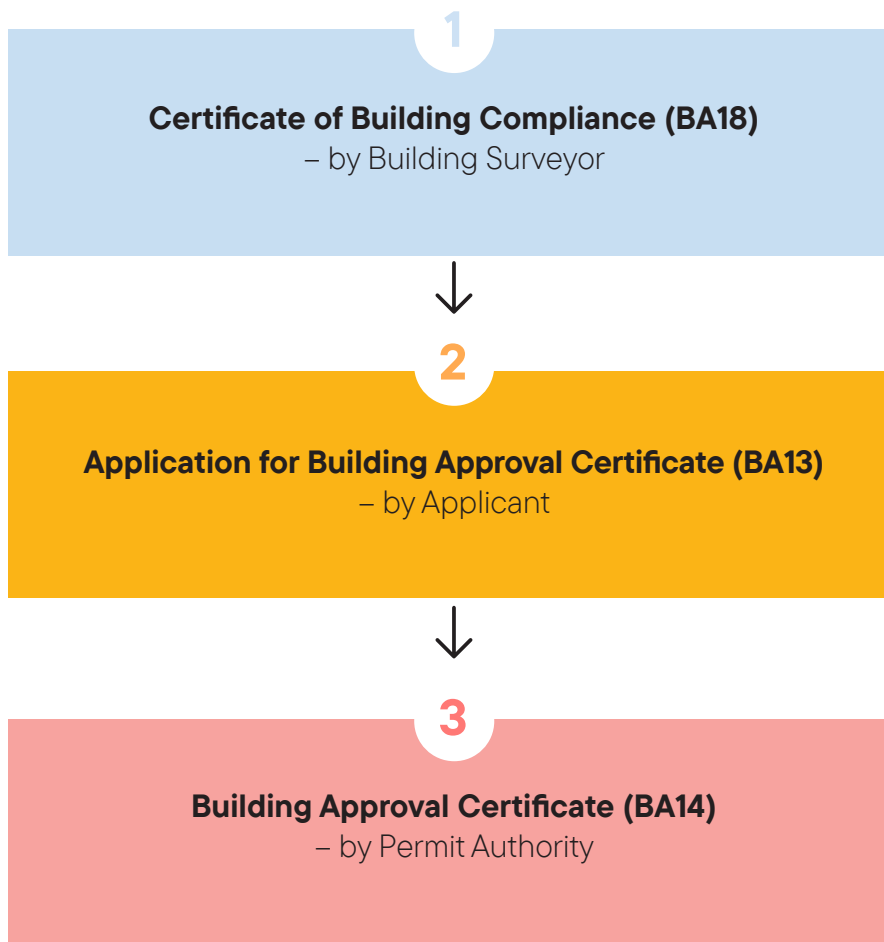 1
Certificate of Building Compliance (BA18)
– by Building Surveyor
2
Application for Building Approval Certificate (BA13)
– by Applicant
3
Building Approval Certificate (BA14)
– by Permit Authority